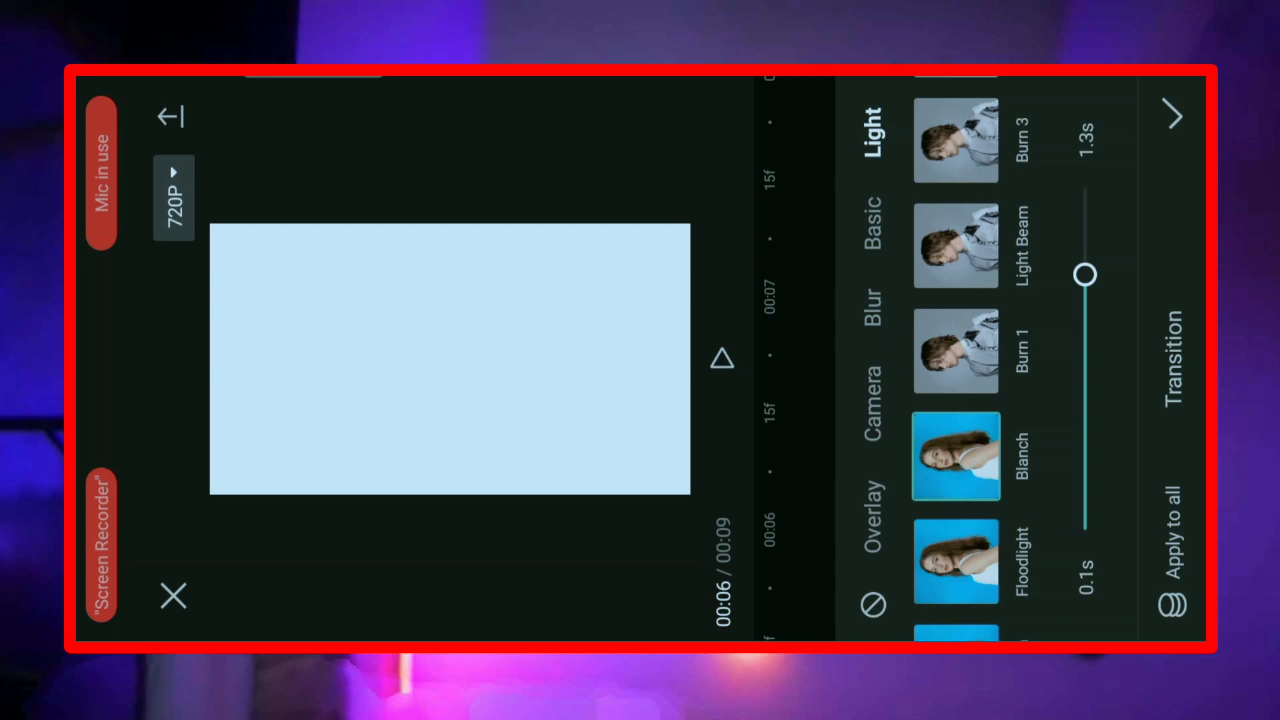 "Screen Recorder"
Mic in use
720P
00:06 / 00:09
00:06
15f
00:07
15f
Overlay
Camera
Blur
Basic
Light
Floodlight
Blanch
Burn 1
Light Beam
Burn 3
0.1s
1.3s
Apply to all
Transition